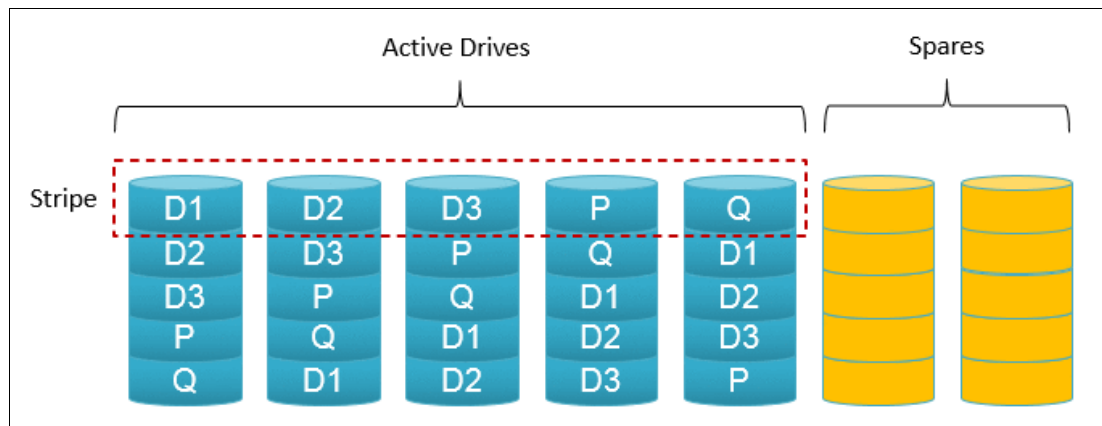 Active Drives
Spares
Stripe
D1 D2 D3 P Q
D2 D3 P Q D1
D3 P Q D1 D2
P Q D1 D2 D3
Q D1 D2 D3 P